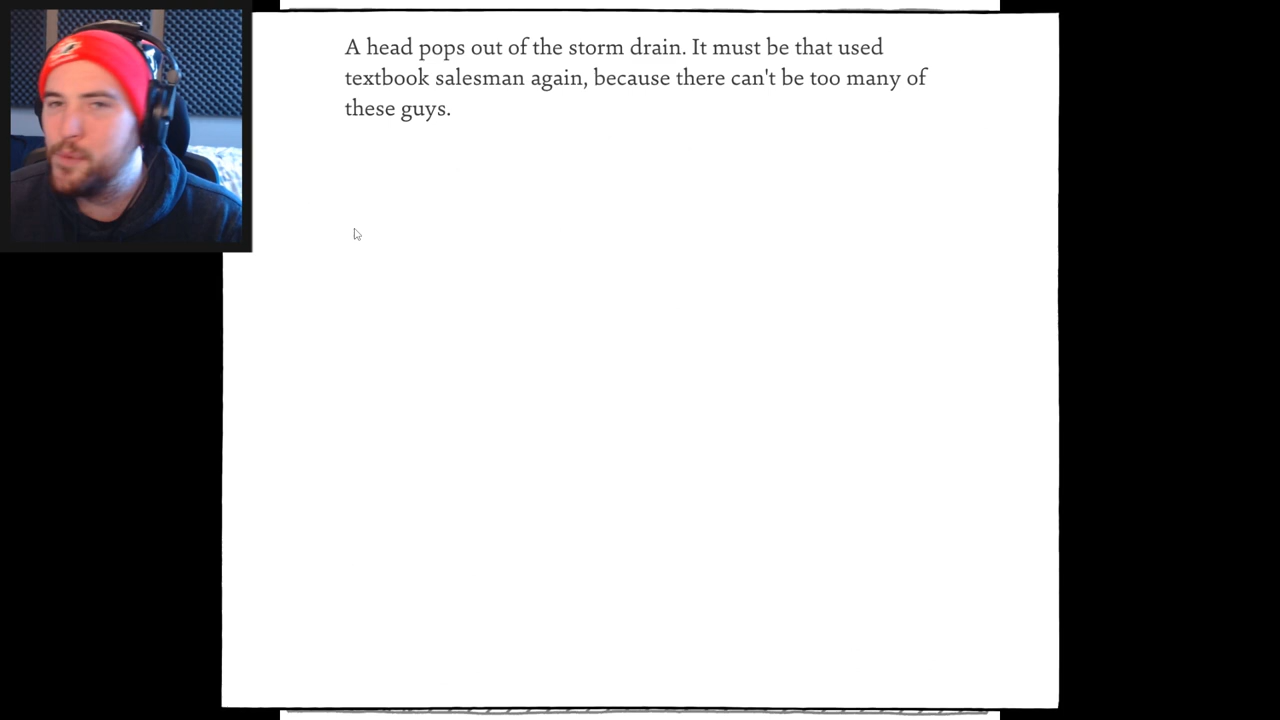 A head pops out of the storm drain. It must be that used
textbook salesman again, because there can't be too many of
these guys.